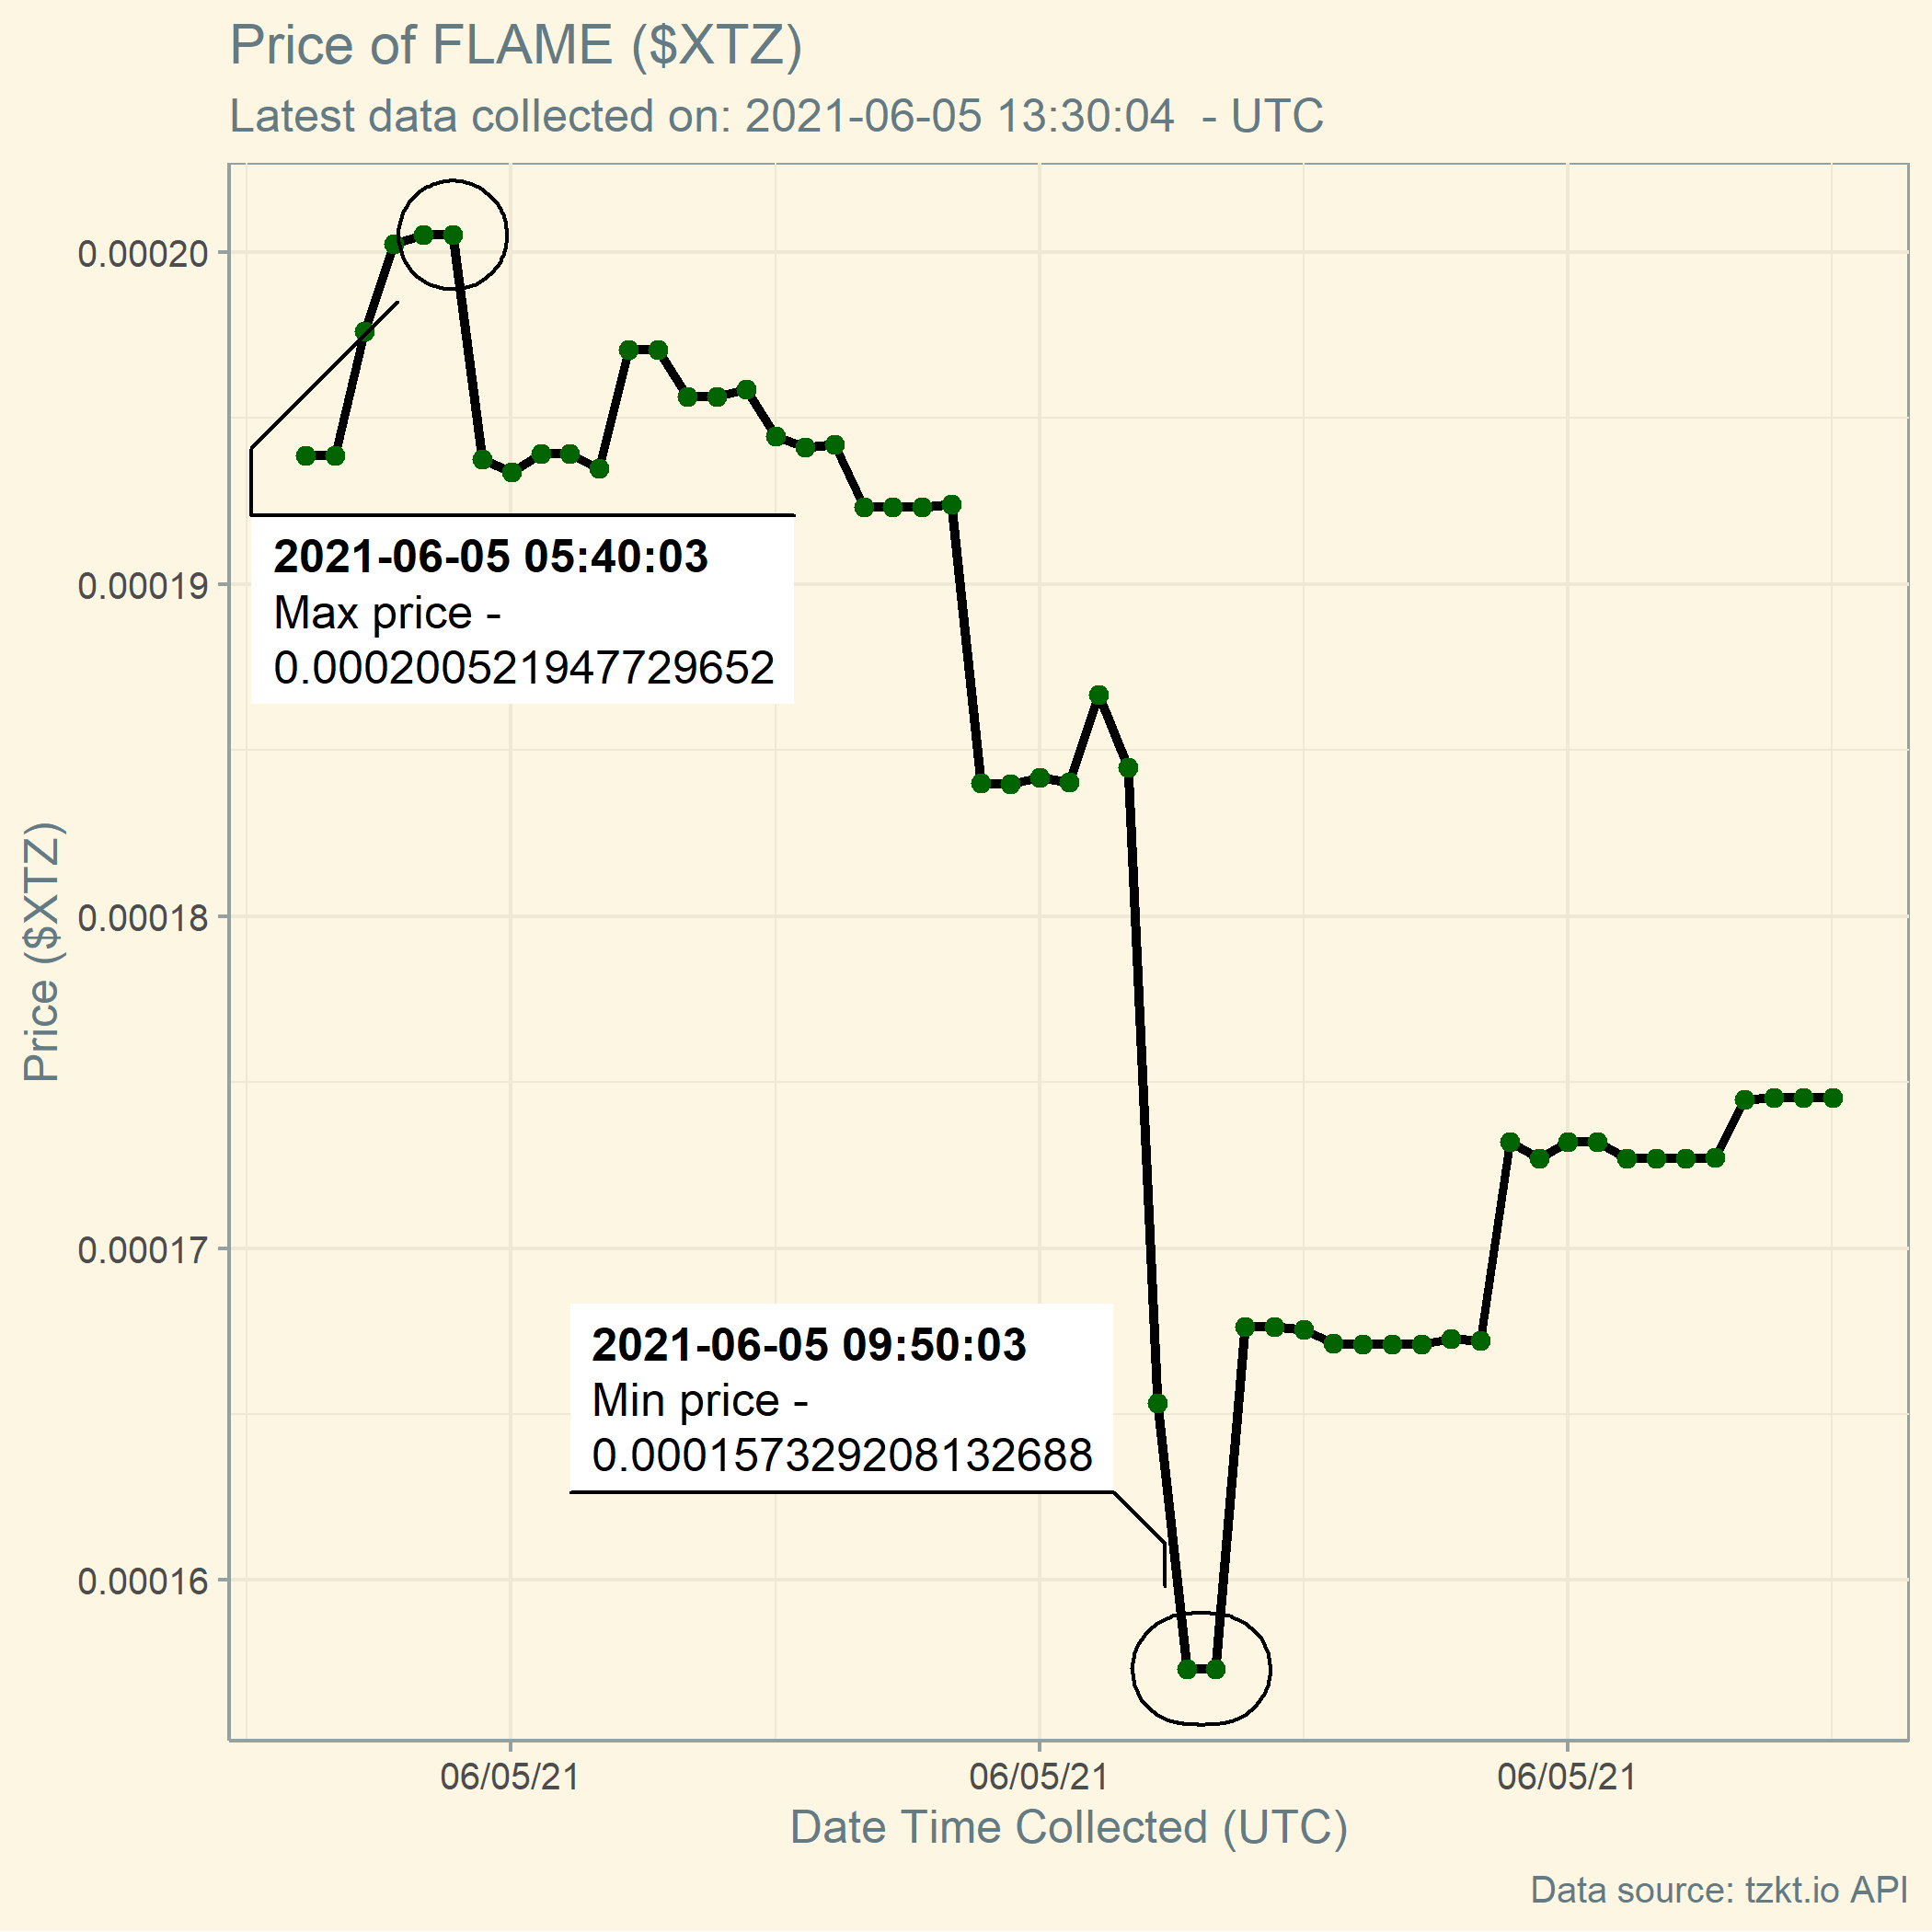 Price of FLAME ($XTZ)
Latest data collected on: 2021-06-05 13:30:04  - UTC
0.00020
0.00019
0.00018
0.00017
0.00016
Price ($XTZ)
2021-06-05 05:40:03
Max price -
0.0002005521947729652
2021-06-05 09:50:03
Min price -
0.0001573329208132688
06/05/21
06/05/21
06/05/21
Date Time Collected (UTC)
Data source: tzkt.io API